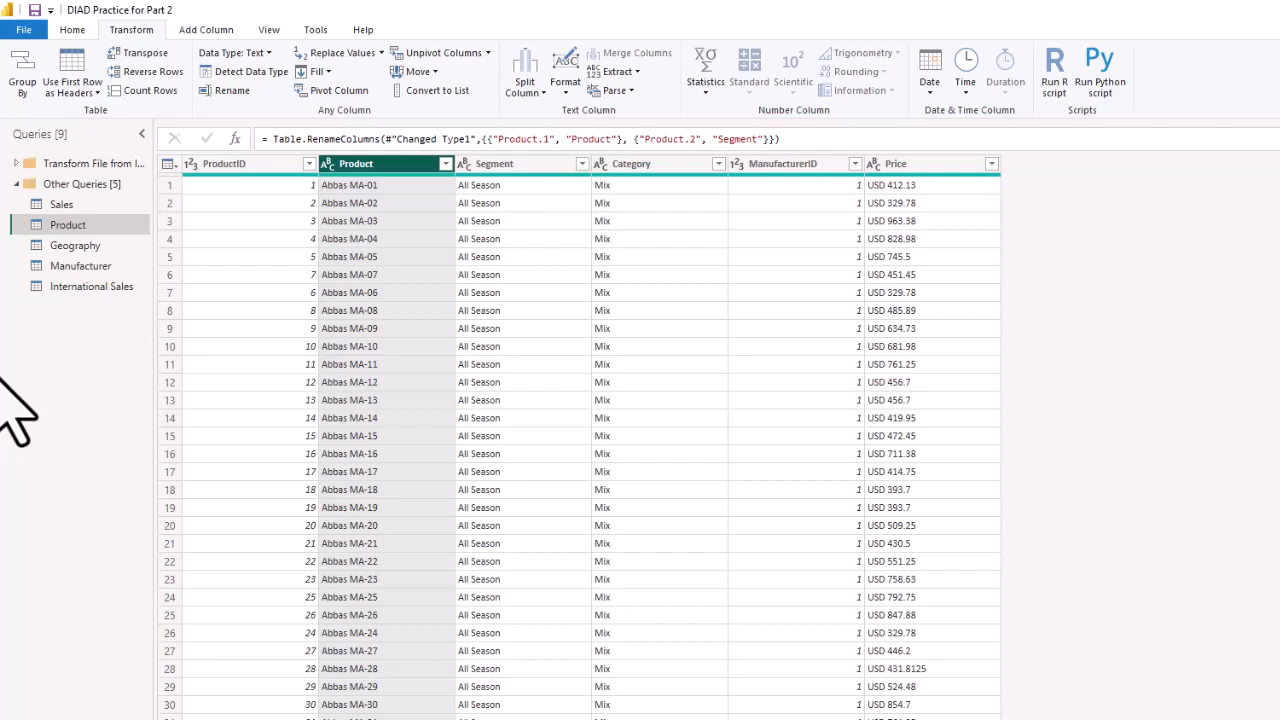 DIAD Practice for Part 2
File Home Transform Add Column View Tools Help
Group By
Use First Row as Headers
Transpose
Reverse Rows
Count Rows
Table
Data Type: Text
Detect Data Type
Rename
Replace Values
Fill
Pivot Column
Unpivot Columns
Move
Convert to List
Any Column
Split Column
Format
ABC
Merge Columns
ABC 123 Extract
abc Parse
Text Column
XΣ Statistics
Standard
10² Scientific
Trigonometry
.00 Rounding
Information
Number Column
Date
Time
Duration
Date & Time Column
R Run R script
Py Run Python script
Scripts
Queries [9]
fx = Table.RenameColumns(#"Changed Type1",{{"Product.1", "Product"}, {"Product.2", "Segment"}})
Transform File from I...
Other Queries [5]
Sales
Product
Geography
Manufacturer
International Sales
123 ProductID ABC Product ABC Segment ABC Category 123 ManufacturerID ABC Price
1 1 Abbas MA-01 All Season Mix 1 USD 412.13
2 2 Abbas MA-02 All Season Mix 1 USD 329.78
3 3 Abbas MA-03 All Season Mix 1 USD 963.38
4 4 Abbas MA-04 All Season Mix 1 USD 828.98
5 5 Abbas MA-05 All Season Mix 1 USD 745.5
6 7 Abbas MA-07 All Season Mix 1 USD 451.45
7 6 Abbas MA-06 All Season Mix 1 USD 329.78
8 8 Abbas MA-08 All Season Mix 1 USD 485.89
9 9 Abbas MA-09 All Season Mix 1 USD 634.73
10 10 Abbas MA-10 All Season Mix 1 USD 681.98
11 11 Abbas MA-11 All Season Mix 1 USD 761.25
12 12 Abbas MA-12 All Season Mix 1 USD 456.7
13 13 Abbas MA-13 All Season Mix 1 USD 456.7
14 14 Abbas MA-14 All Season Mix 1 USD 419.95
15 15 Abbas MA-15 All Season Mix 1 USD 472.45
16 16 Abbas MA-16 All Season Mix 1 USD 711.38
17 17 Abbas MA-17 All Season Mix 1 USD 414.75
18 18 Abbas MA-18 All Season Mix 1 USD 393.7
19 19 Abbas MA-19 All Season Mix 1 USD 393.7
20 20 Abbas MA-20 All Season Mix 1 USD 509.25
21 21 Abbas MA-21 All Season Mix 1 USD 430.5
22 22 Abbas MA-22 All Season Mix 1 USD 551.25
23 23 Abbas MA-23 All Season Mix 1 USD 758.63
24 25 Abbas MA-25 All Season Mix 1 USD 792.75
25 26 Abbas MA-26 All Season Mix 1 USD 847.88
26 24 Abbas MA-24 All Season Mix 1 USD 329.78
27 27 Abbas MA-27 All Season Mix 1 USD 446.2
28 28 Abbas MA-28 All Season Mix 1 USD 431.8125
29 29 Abbas MA-29 All Season Mix 1 USD 524.48
30 30 Abbas MA-30 All Season Mix 1 USD 854.7